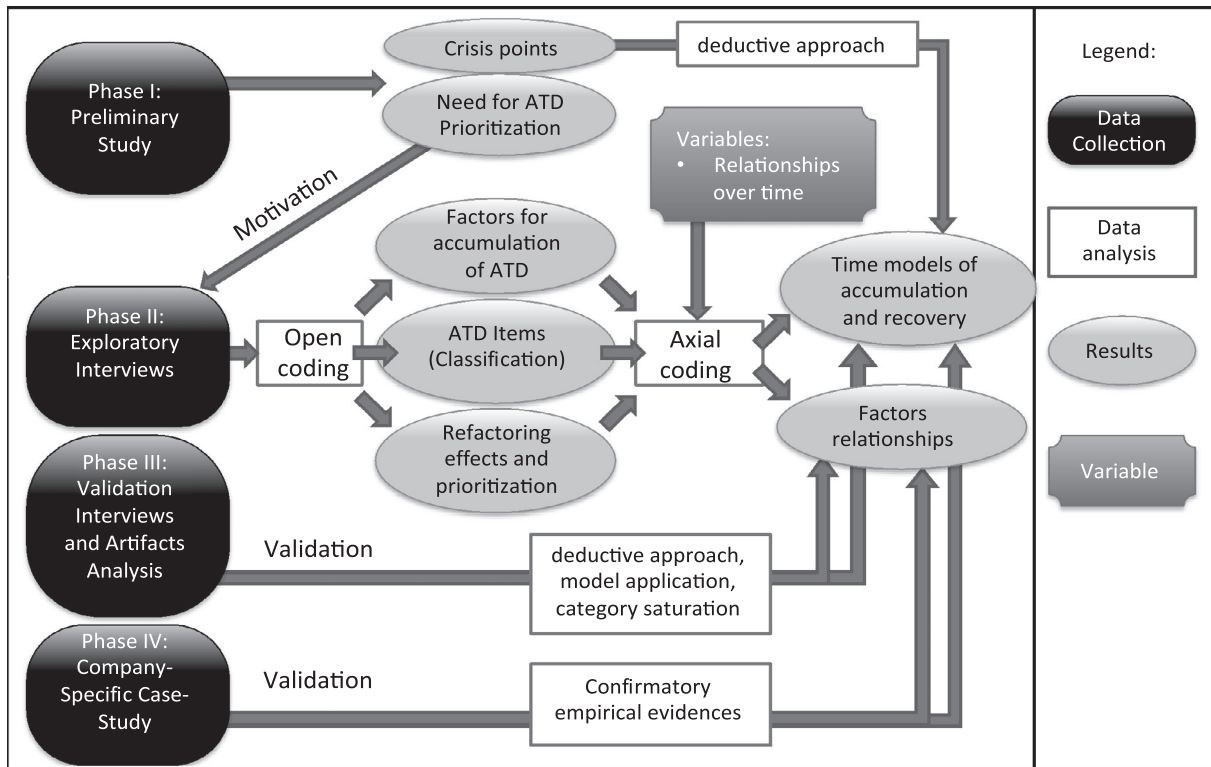 Phase I:
Preliminary
Study
Crisis points
deductive approach
Need for ATD
Prioritization
Variables:
• Relationships
over time
Motivation
Factors for
accumulation
of ATD
Time models of
accumulation
and recovery
Phase II:
Exploratory
Interviews
Open
coding
ATD Items
(Classification)
Axial
coding
Refactoring
effects and
prioritization
Factors
relationships
Phase III:
Validation
Interviews
and Artifacts
Analysis
Validation
deductive approach,
model application,
category saturation
Phase IV:
Company-
Specific Case-
Study
Validation
Confirmatory
empirical evidences
Legend:
Data
Collection
Data
analysis
Results
Variable